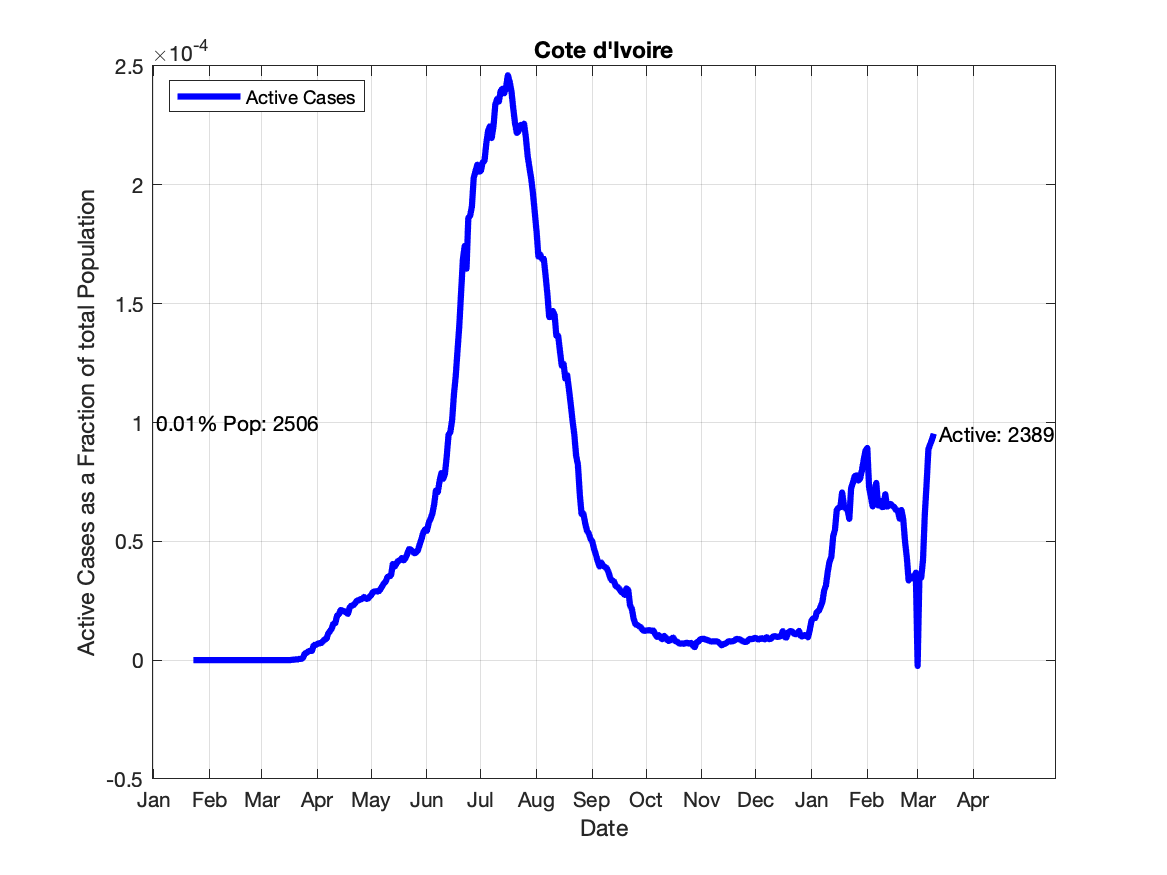 Cote d'Ivoire
×10-4
2.5
Active Cases
2
1.5
1
0.01% Pop: 2506
Active: 2389
0.5
0
-0.5
Jan Feb Mar Apr May Jun Jul Aug Sep Oct Nov Dec Jan Feb Mar Apr
Date
Active Cases as a Fraction of total Population